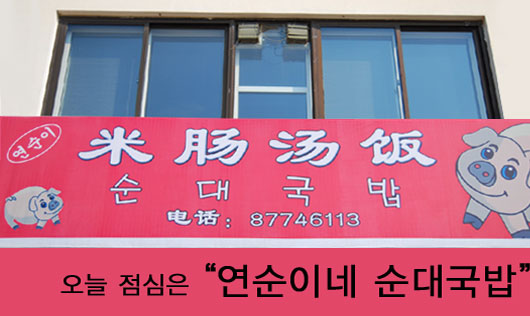 연순이
米肠汤饭
순대국밥
电话：87746113
오늘 점심은 “연순이네 순대국밥”